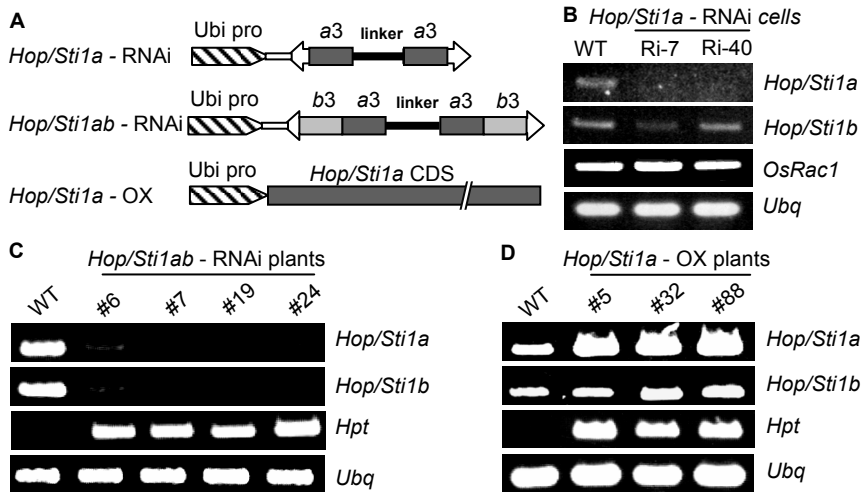 A
Ubi pro a3 linker a3
Hop/Sti1a - RNAi
Ubi pro b3 a3 linker a3 b3
Hop/Sti1ab - RNAi
Ubi pro Hop/Sti1a CDS
Hop/Sti1a - OX
B
Hop/Sti1a - RNAi cells
WT Ri-7 Ri-40
Hop/Sti1a
Hop/Sti1b
OsRac1
Ubq
C
Hop/Sti1ab - RNAi plants
WT #6 #7 #19 #24
Hop/Sti1a
Hop/Sti1b
Hpt
Ubq
D
Hop/Sti1a - OX plants
WT #5 #32 #88
Hop/Sti1a
Hop/Sti1b
Hpt
Ubq